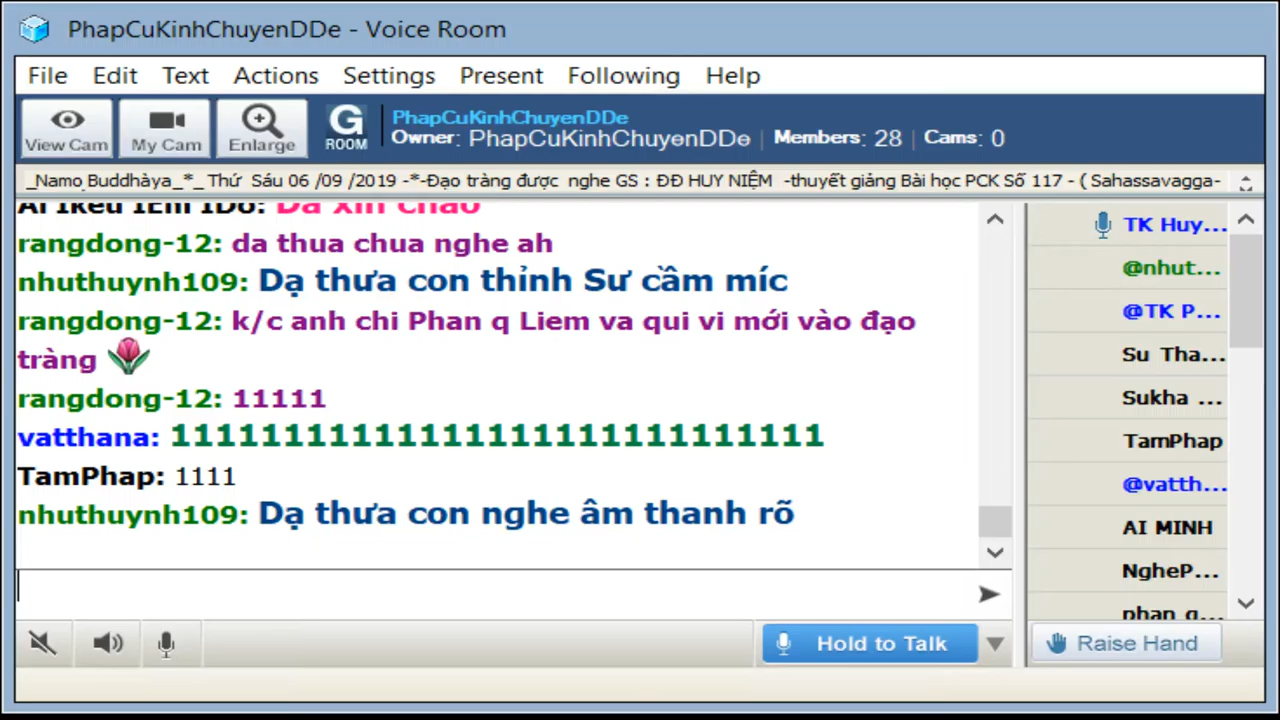 PhapCuKinhChuyenDDe - Voice Room
File Edit Text Actions Settings Present Following Help
View Cam My Cam Enlarge G ROOM
PhapCuKinhChuyenDDe
Owner: PhapCuKinhChuyenDDe | Members: 28 | Cams: 0
_Namo Buddhàya_*_ Thứ Sáu 06 /09 /2019 -*-Đạo tràng được nghe GS : ĐĐ HUY NIỆM -thuyết giảng Bài học PCK Số 117 - ( Sahassavagga-
Dạ xin chào
rangdong-12: da thua chua nghe ah
nhuthuynh109: Dạ thưa con thỉnh Sư cầm míc
rangdong-12: k/c anh chi Phan q Liem va qui vi mới vào đạo
tràng
rangdong-12: 11111
vatthana: 11111111111111111111111111111
TamPhap: 1111
nhuthuynh109: Dạ thưa con nghe âm thanh rõ
Hold to Talk
TK Huy...
@nhut...
@TK P...
Su Tha...
Sukha ...
TamPhap
@vatth...
AI MINH
NgheP...
phan q...
Raise Hand